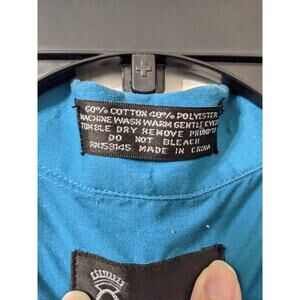 60% COTTON 40% POLYESTER
MACHINE WASH WARM GENTLE CYCLE
TUMBLE DRY REMOVE PROMPTLY
DO NOT BLEACH
RN153145 MADE IN CHINA